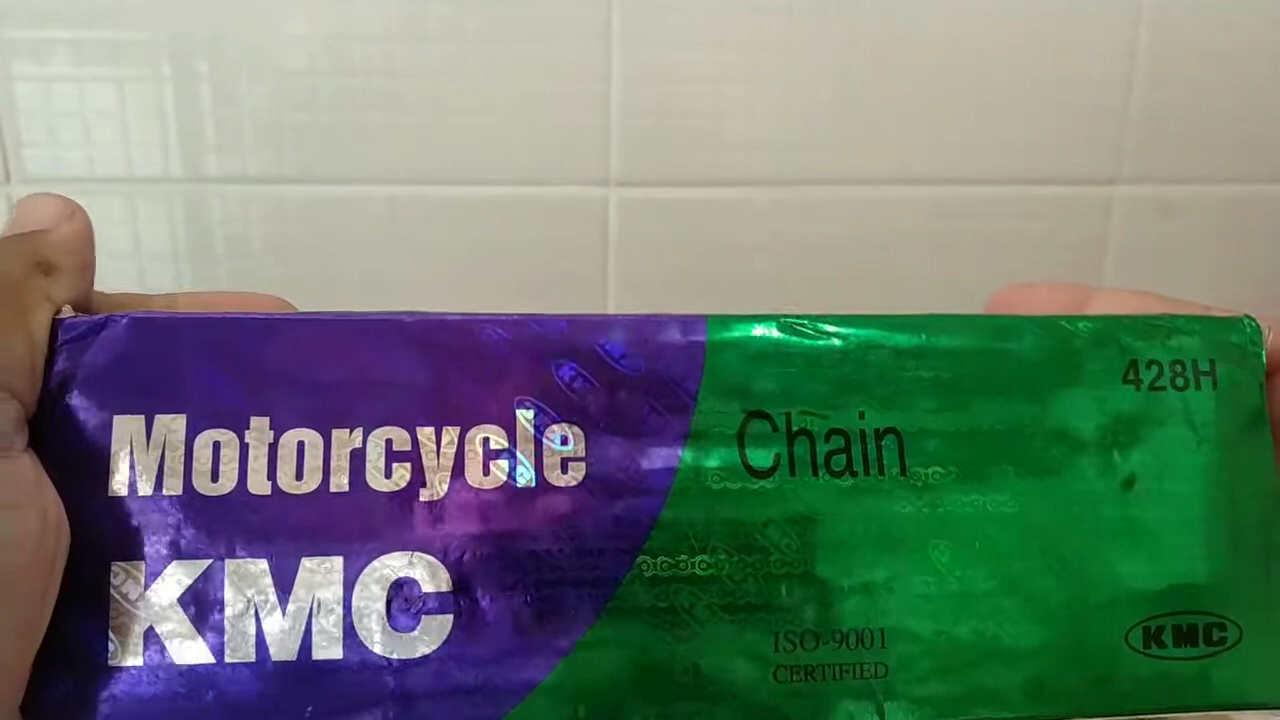 Motorcycle
KMC
Chain
428H
ISO-9001
CERTIFIED
KMC